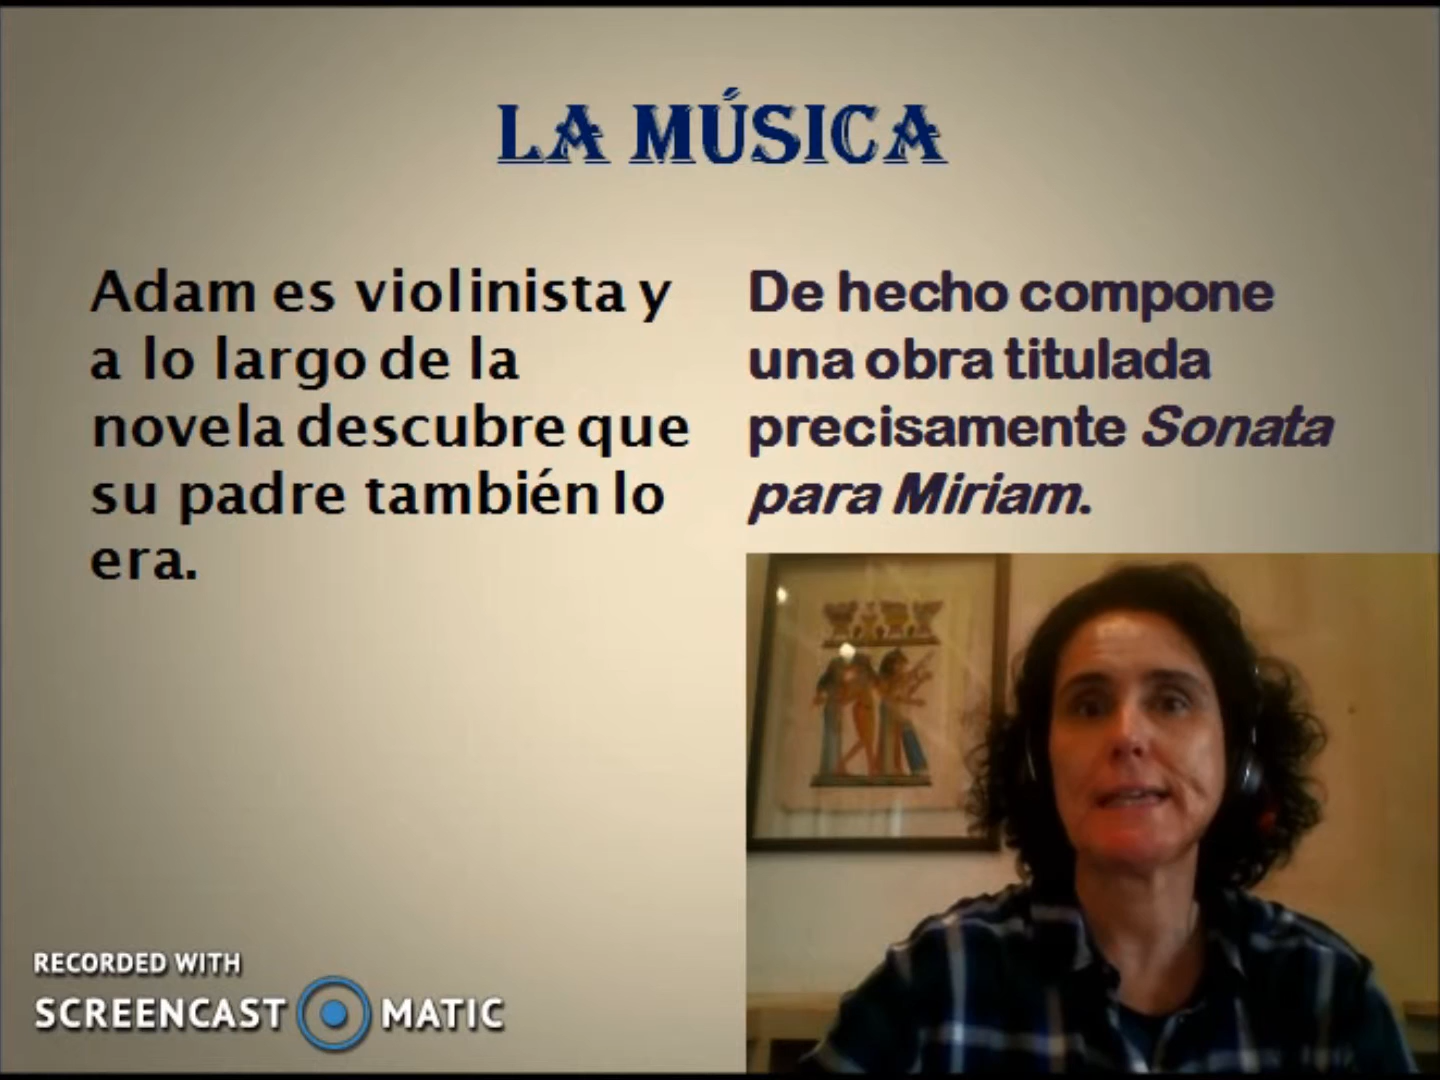 LA MÚSICA
Adam es violinista y
a lo largo de la
novela descubre que
su padre también lo
era.
De hecho compone
una obra titulada
precisamente Sonata
para Miriam.
RECORDED WITH
SCREENCAST MATIC